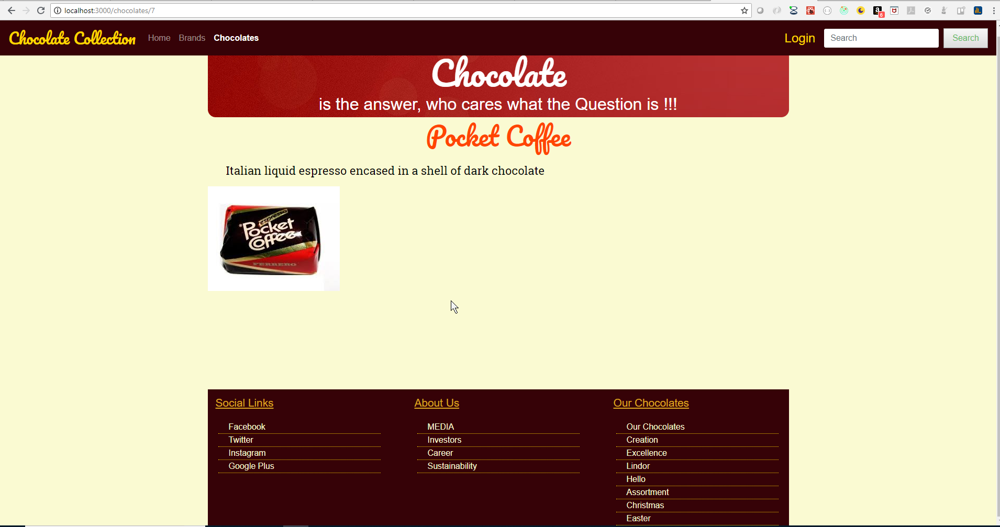 localhost:3000/chocolates/7
6
Chocolate Collection Home Brands Chocolates Login Search Search
Chocolate
is the answer, who cares what the Question is !!!
Pocket Coffee
Italian liquid espresso encased in a shell of dark chocolate
espresso
Pocket
Coffee
FERRERO
Social Links
Facebook
Twitter
Instagram
Google Plus
About Us
MEDIA
Investors
Career
Sustainability
Our Chocolates
Our Chocolates
Creation
Excellence
Lindor
Hello
Assortment
Christmas
Easter